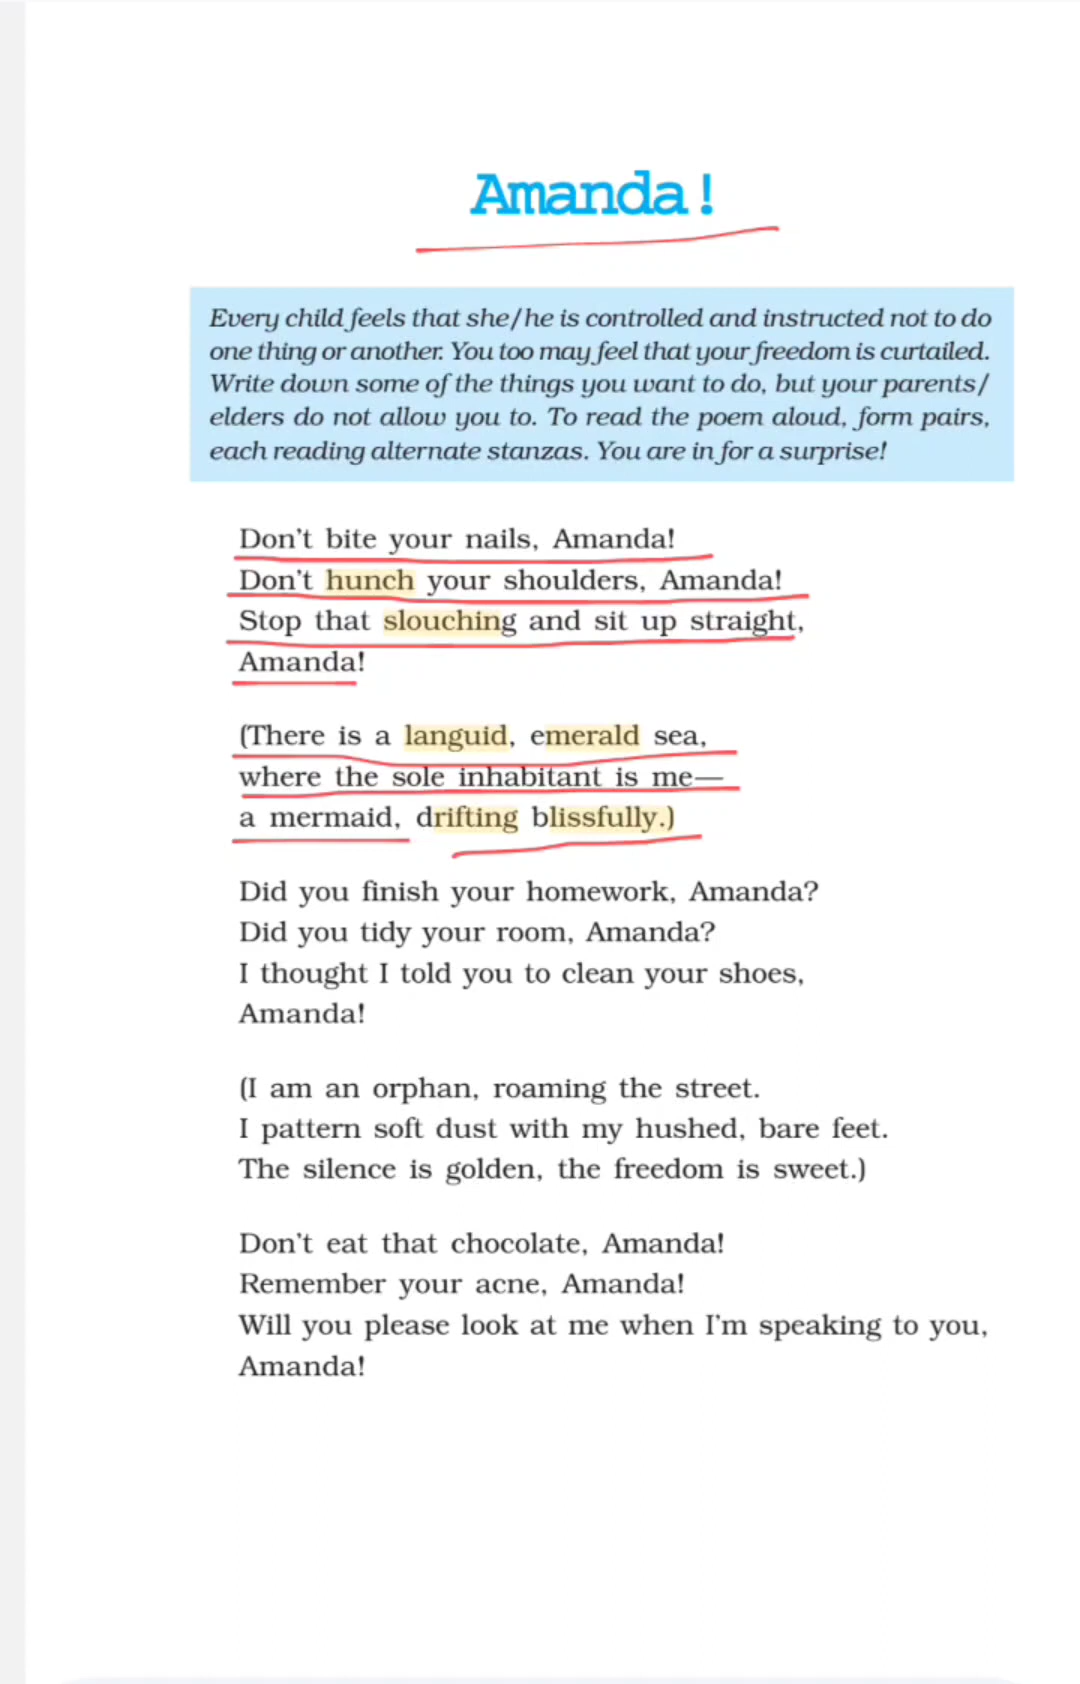 Amanda!
Every child feels that she/he is controlled and instructed not to do
one thing or another. You too may feel that your freedom is curtailed.
Write down some of the things you want to do, but your parents/
elders do not allow you to. To read the poem aloud, form pairs,
each reading alternate stanzas. You are in for a surprise!
Don't bite your nails, Amanda!
Don't hunch your shoulders, Amanda!
Stop that slouching and sit up straight,
Amanda!
(There is a languid, emerald sea,
where the sole inhabitant is me—
a mermaid, drifting blissfully.)
Did you finish your homework, Amanda?
Did you tidy your room, Amanda?
I thought I told you to clean your shoes,
Amanda!
(I am an orphan, roaming the street.
I pattern soft dust with my hushed, bare feet.
The silence is golden, the freedom is sweet.)
Don't eat that chocolate, Amanda!
Remember your acne, Amanda!
Will you please look at me when I'm speaking to you,
Amanda!